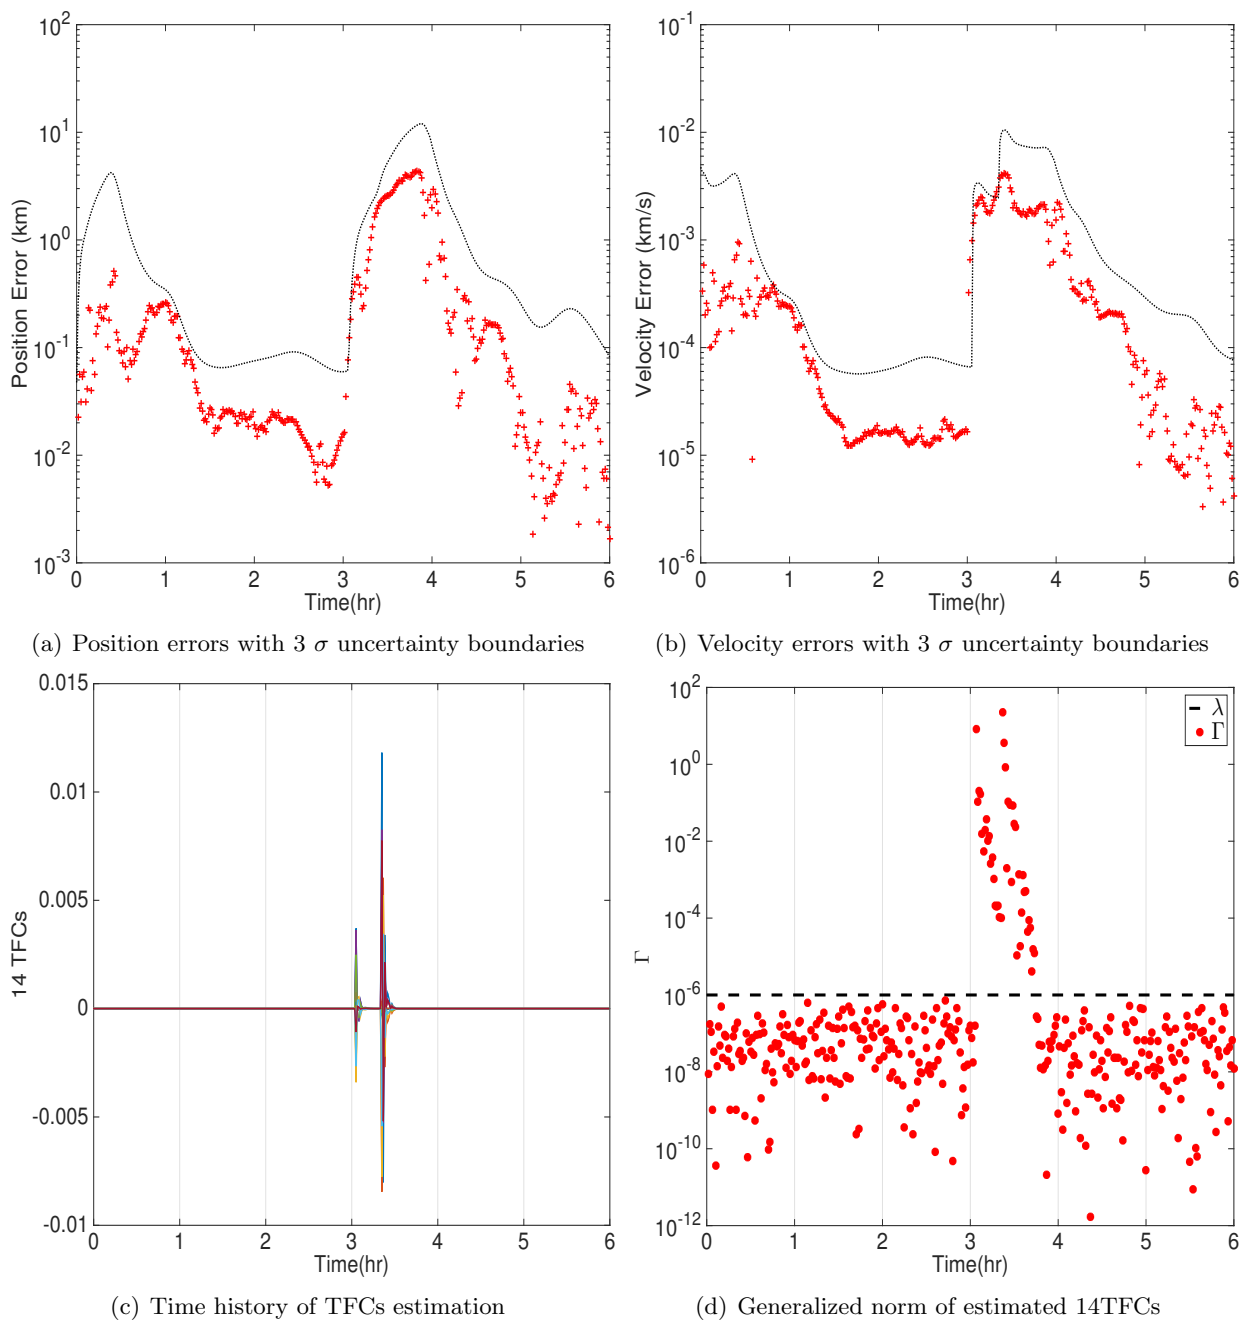 10^2
10^1
10^0
10^-1
10^-2
10^-3
Position Error (km)
0 1 2 3 4 5 6
Time(hr)
(a) Position errors with 3 σ uncertainty boundaries
10^-1
10^-2
10^-3
10^-4
10^-5
10^-6
Velocity Error (km/s)
0 1 2 3 4 5 6
Time(hr)
(b) Velocity errors with 3 σ uncertainty boundaries
0.015
0.01
0.005
0
-0.005
-0.01
14 TFCs
0 1 2 3 4 5 6
Time(hr)
(c) Time history of TFCs estimation
10^2
10^0
10^-2
10^-4
10^-6
10^-8
10^-10
10^-12
Γ
λ
Γ
0 1 2 3 4 5 6
Time(hr)
(d) Generalized norm of estimated 14TFCs